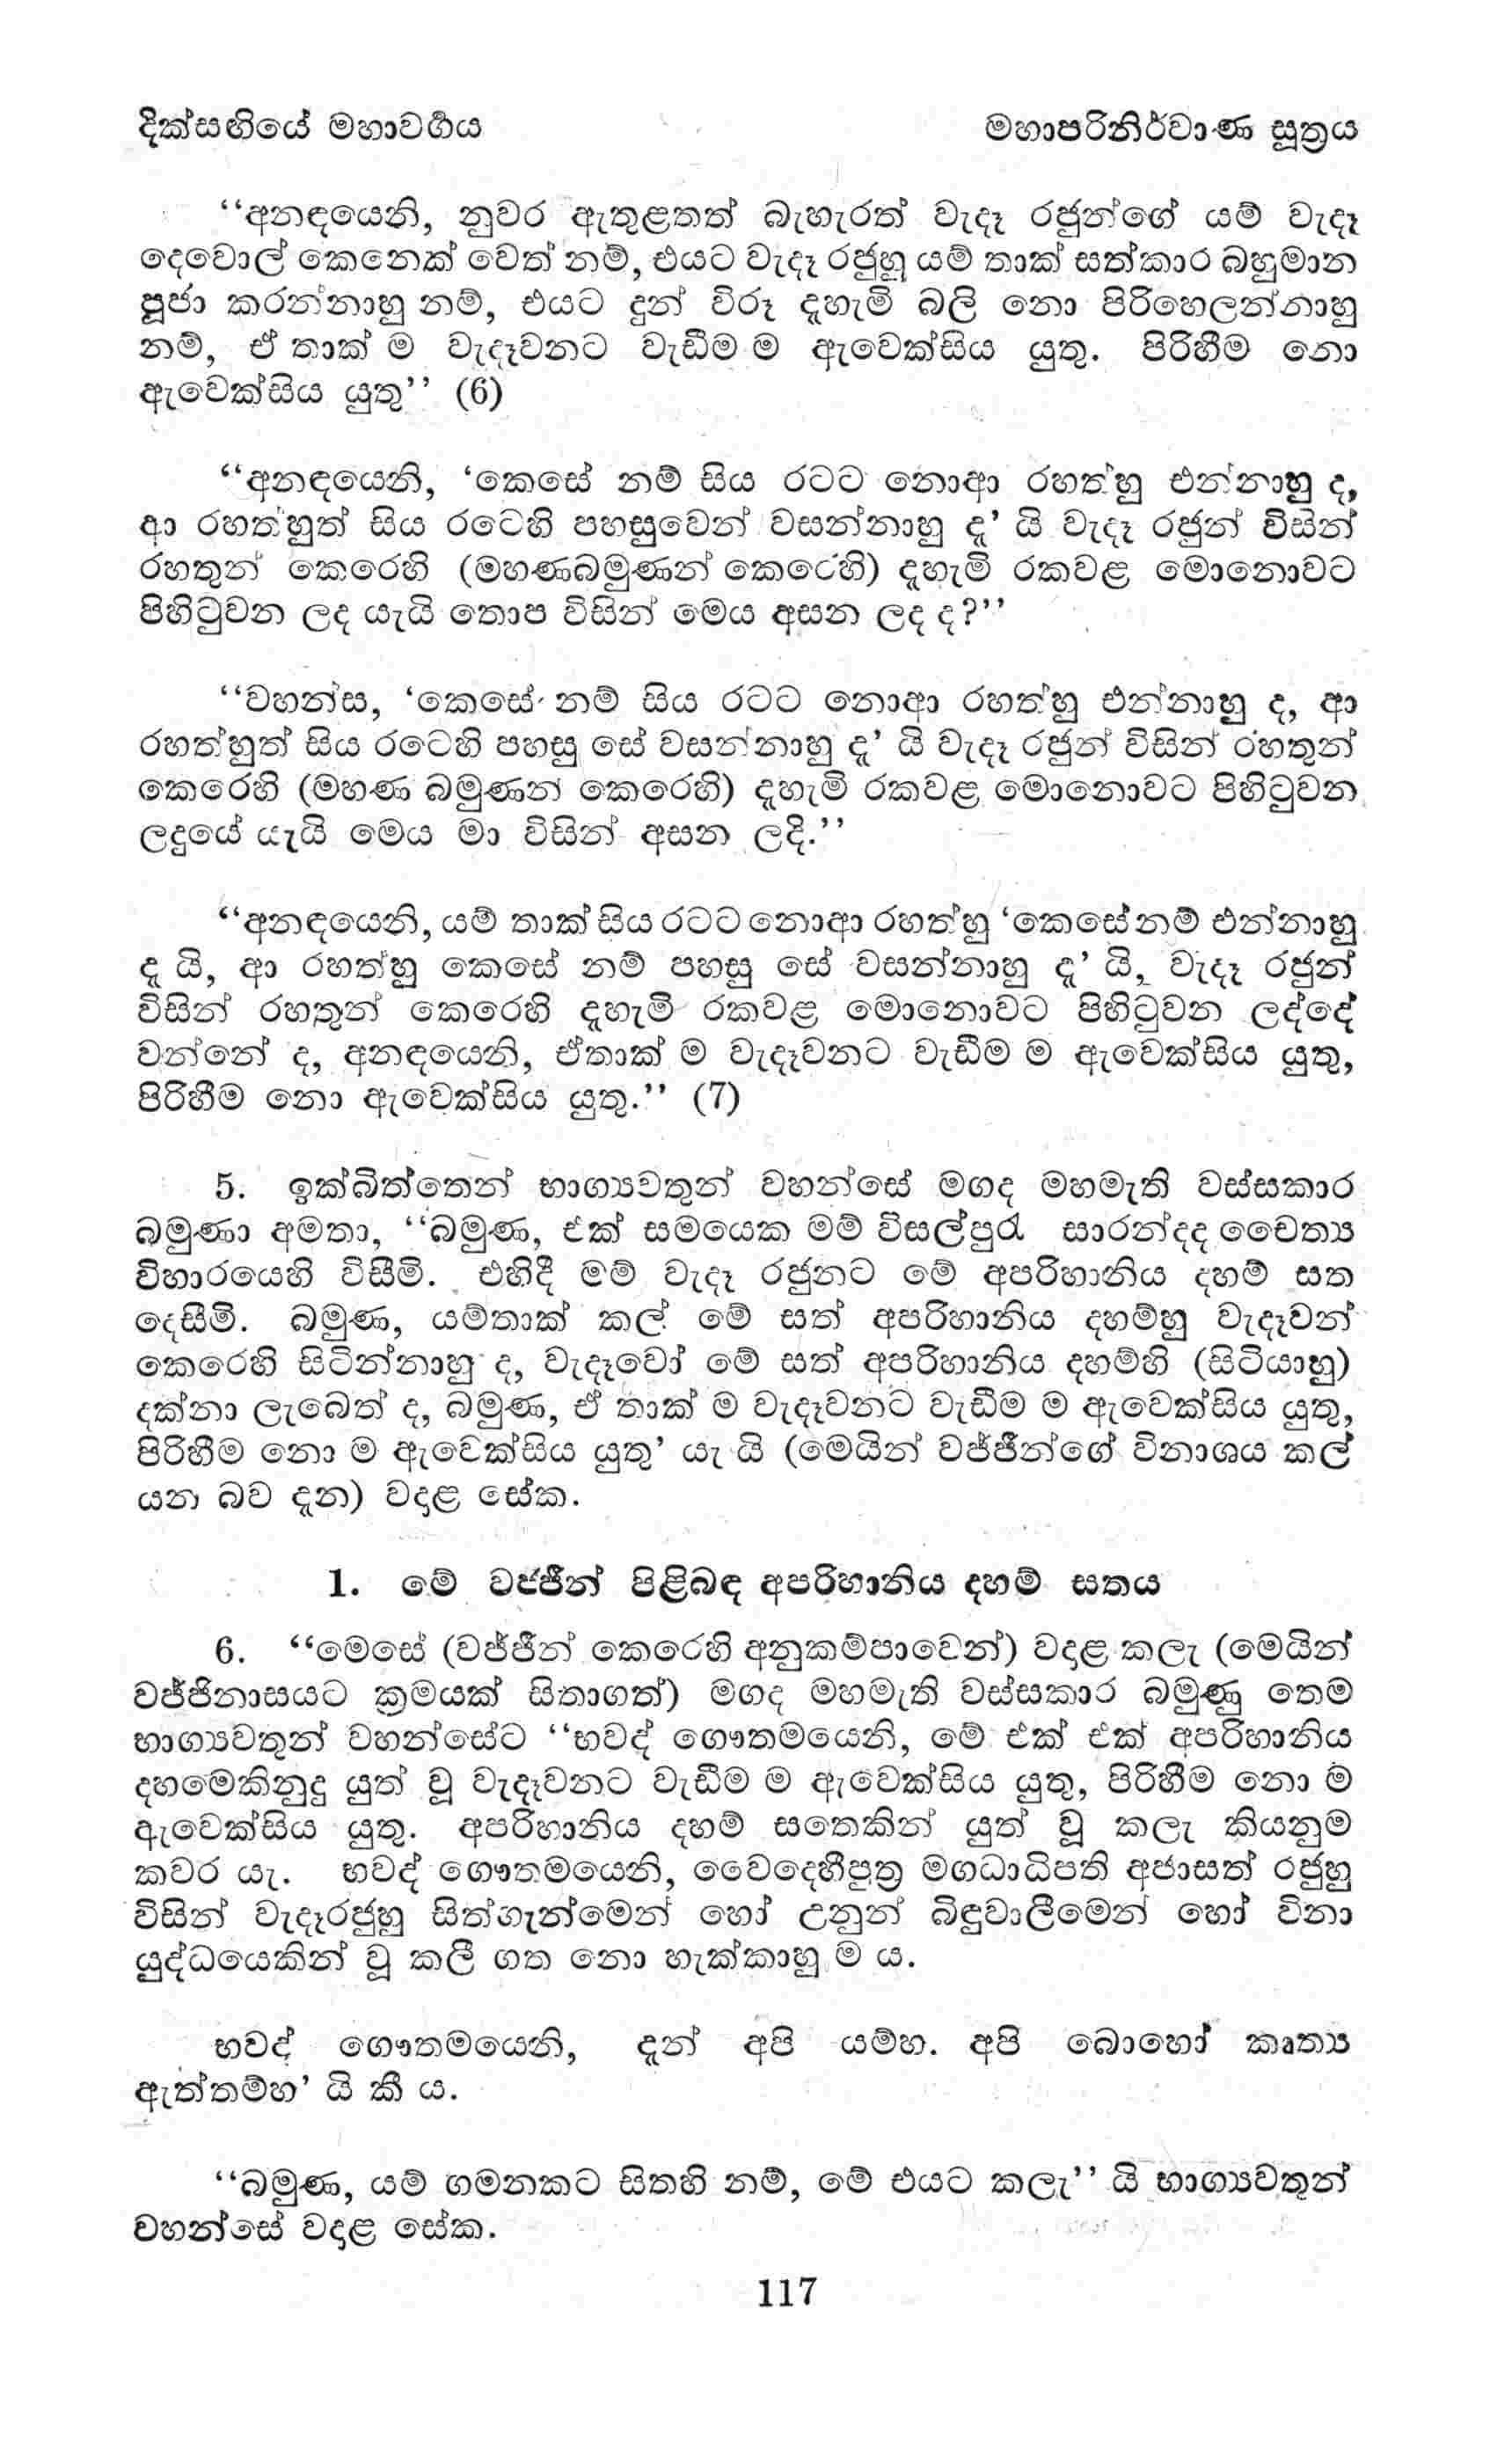 දික්සඟියේ මහාවර්‍ගය
මහාපරිනිර්වාණ සූත්‍රය
‘‘අනඳයෙනි, නුවර ඇතුළතත් බැහැරත් වැදෑ රජුන්ගේ යම් වැදෑ
දෙවොල් කෙනෙක් වෙත් නම්, එයට වැදෑ රජුහු යම් තාක් සත්කාර බහුමාන
පූජා කරන්නාහු නම්, එයට දුන් විරූ දැහැමි බලි නො පිරිහෙලන්නාහු
නම්, ඒ තාක් ම වැදෑවනට වැඩීම ම ඇවෙක්සිය යුතු. පිරිහීම නො
ඇවෙක්සිය යුතු’’ (6)
‘‘අනඳයෙනි, ‘කෙසේ නම් සිය රටට නොආ රහත්හු එන්නාහු ද,
ආ රහත්හුත් සිය රටෙහි පහසුවෙන් වසන්නාහු දැ’ යි වැදෑ රජුන් විසින්
රහතුන් කෙරෙහි (මහණබමුණන් කෙරෙහි) දැහැමි රකවළ මොනොවට
පිහිටුවන ලද යැයි තොප විසින් මෙය අසන ලද ද?’’
‘‘වහන්ස, ‘කෙසේ නම් සිය රටට නොආ රහත්හු එන්නාහු ද, ආ
රහත්හුත් සිය රටෙහි පහසු සේ වසන්නාහු දැ’ යි වැදෑ රජුන් විසින් රහතුන්
කෙරෙහි (මහණ බමුණන් කෙරෙහි) දැහැමි රකවළ මොනොවට පිහිටුවන
ලදුයේ යැයි මෙය මා විසින් අසන ලදි.’’
‘‘අනඳයෙනි, යම් තාක් සිය රටට නොආ රහත්හු ‘කෙසේ නම් එන්නාහු
දැ යි, ආ රහත්හු කෙසේ නම් පහසු සේ වසන්නාහු දැ’ යි, වැදෑ රජුන්
විසින් රහතුන් කෙරෙහි දැහැමි රකවළ මොනොවට පිහිටුවන ලද්දේ
වන්නේ ද, අනඳයෙනි, ඒතාක් ම වැදෑවනට වැඩීම ම ඇවෙක්සිය යුතු,
පිරිහීම නො ඇවෙක්සිය යුතු.’’ (7)
5. ඉක්බිත්තෙන් භාග්‍යවතුන් වහන්සේ මගද මහමැති වස්සකාර
බමුණා අමතා, ‘‘බමුණ, එක් සමයෙක මම් විසල්පුරැ සාරන්දද චෛත්‍ය
විහාරයෙහි විසීමි. එහිදී මම් වැදෑ රජුනට මේ අපරිහානිය දහම් සත
දෙසීමි. බමුණ, යම්තාක් කල් මේ සත් අපරිහානිය දහම්හු වැදෑවන්
කෙරෙහි සිටින්නාහු ද, වැදෑවෝ මේ සත් අපරිහානිය දහම්හි (සිටියාහු)
දක්නා ලැබෙත් ද, බමුණ, ඒ තාක් ම වැදෑවනට වැඩීම ම ඇවෙක්සිය යුතු,
පිරිහීම නො ම ඇවෙක්සිය යුතු’ යැ යි (මෙයින් වජ්ජීන්ගේ විනාශය කල්
යන බව දැන) වදාළ සේක.
1. මේ වජ්ජීන් පිළිබඳ අපරිහානිය දහම් සතය
6. ‘‘මෙසේ (වජ්ජීන් කෙරෙහි අනුකම්පාවෙන්) වදාළ කලැ (මෙයින්
වජ්ජිනාසයට ක්‍රමයක් සිතාගත්) මගද මහමැති වස්සකාර බමුණු තෙම
භාග්‍යවතුන් වහන්සේට ‘‘භවද් ගෞතමයෙනි, මේ එක් එක් අපරිහානිය
දහමෙකිනුදු යුත් වූ වැදෑවනට වැඩීම ම ඇවෙක්සිය යුතු, පිරිහීම නො ම
ඇවෙක්සිය යුතු. අපරිහානිය දහම් සතෙකින් යුත් වූ කලැ කියනුම
කවර යැ. භවද් ගෞතමයෙනි, වෛදෙහීපුත්‍ර මගධාධිපති අජාසත් රජුහු
විසින් වැදෑරජුහු සිත්ගැන්මෙන් හෝ උනුන් බිඳුවාලීමෙන් හෝ විනා
යුද්ධයෙකින් වූ කලී ගත නො හැක්කාහු ම ය.
භවද් ගෞතමයෙනි, දැන් අපි යම්හ. අපි බොහෝ කෘත්‍ය
ඇත්තම්හ’ යි කී ය.
‘‘බමුණ, යම් ගමනකට සිතහි නම්, මේ එයට කලැ’’ යි භාග්‍යවතුන්
වහන්සේ වදාළ සේක.
117